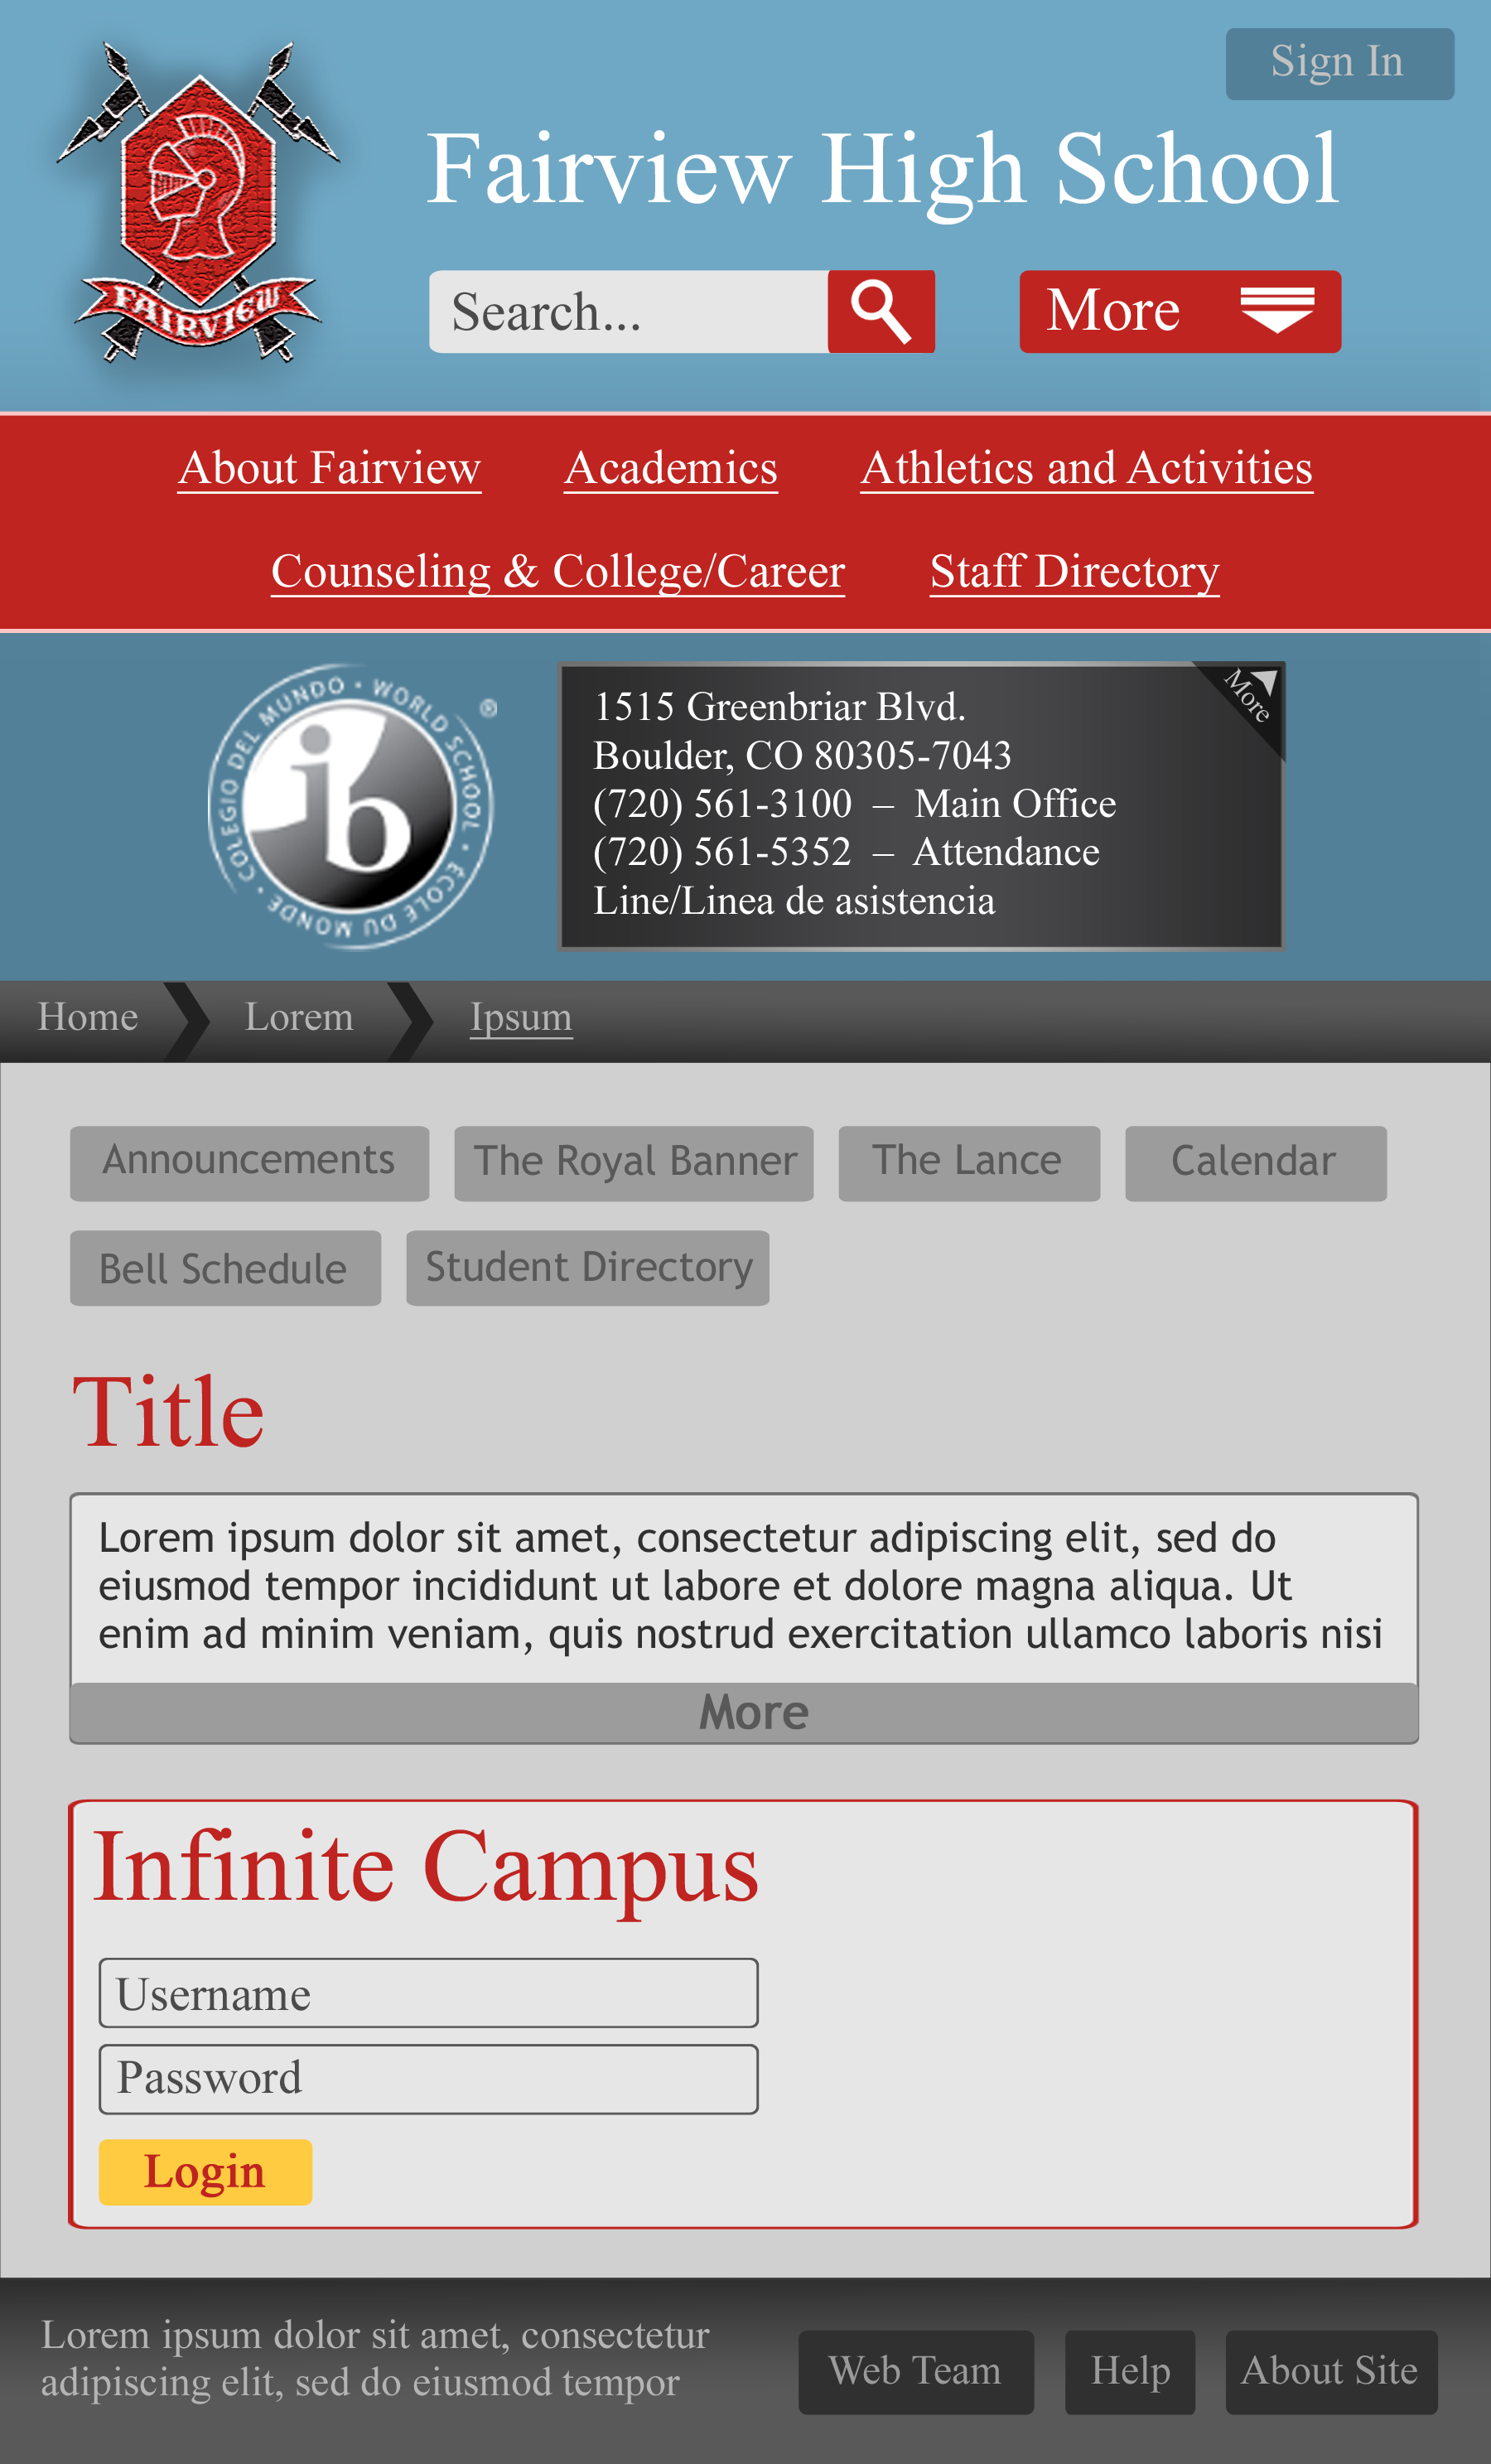 Sign In
Fairview High School
FAIRVIEW
Search...
More
About Fairview Academics Athletics and Activities
Counseling & College/Career Staff Directory
COLEGIO DEL MUNDO • WORLD SCHOOL • ÉCOLE DU MONDE •
®
ib
More
1515 Greenbriar Blvd.
Boulder, CO 80305-7043
(720) 561-3100 – Main Office
(720) 561-5352 – Attendance
Line/Linea de asistencia
Home Lorem Ipsum
Announcements The Royal Banner The Lance Calendar
Bell Schedule Student Directory
Title
Lorem ipsum dolor sit amet, consectetur adipiscing elit, sed do
eiusmod tempor incididunt ut labore et dolore magna aliqua. Ut
enim ad minim veniam, quis nostrud exercitation ullamco laboris nisi
More
Infinite Campus
Username
Password
Login
Lorem ipsum dolor sit amet, consectetur
adipiscing elit, sed do eiusmod tempor
Web Team Help About Site